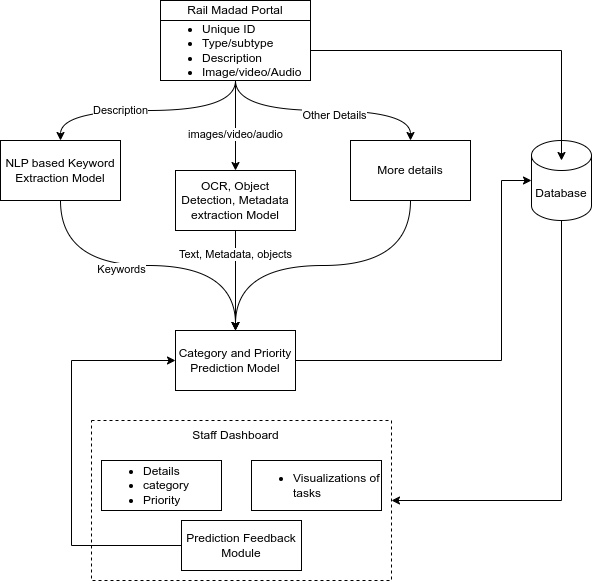 Rail Madad Portal
Unique ID
Type/subtype
Description
Image/video/Audio
Description
images/video/audio
Other Details
NLP based Keyword
Extraction Model
OCR, Object
Detection, Metadata
extraction Model
More details
Database
Keywords
Text, Metadata, objects
Category and Priority
Prediction Model
Staff Dashboard
Details
category
Priority
Visualizations of
tasks
Prediction Feedback
Module